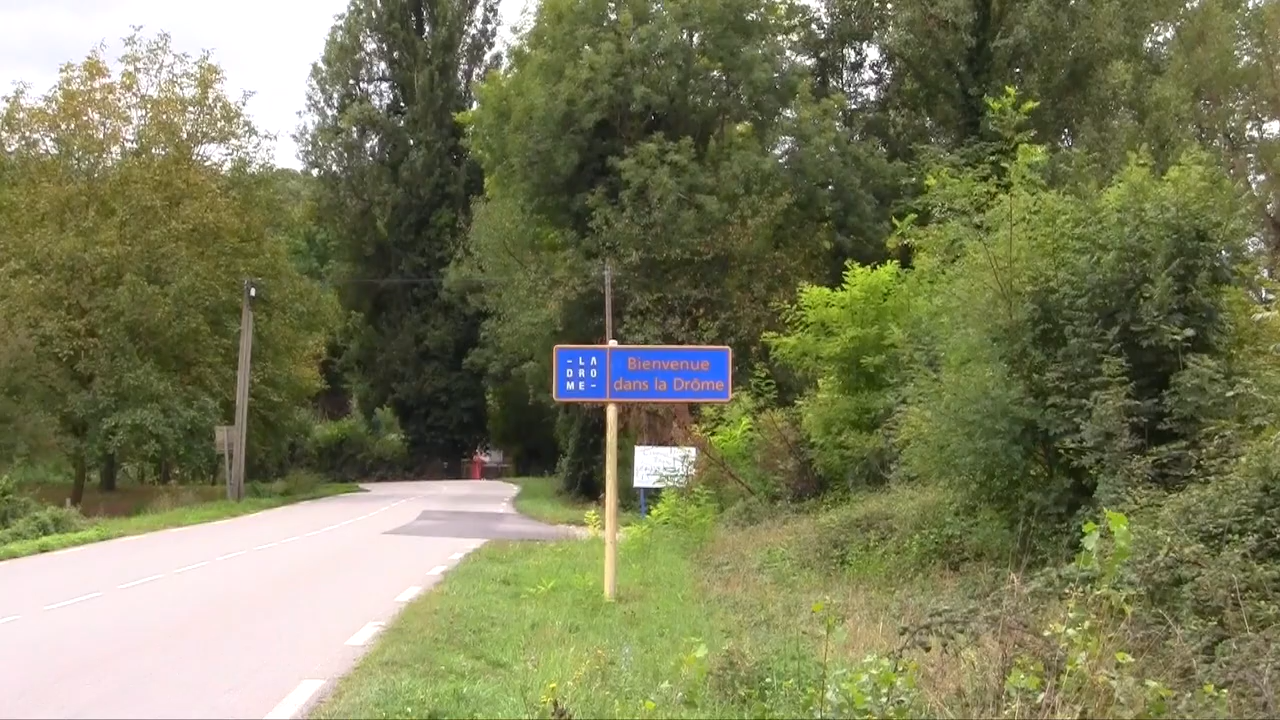 – LA
DRO
ME –
Bienvenue
dans la Drôme